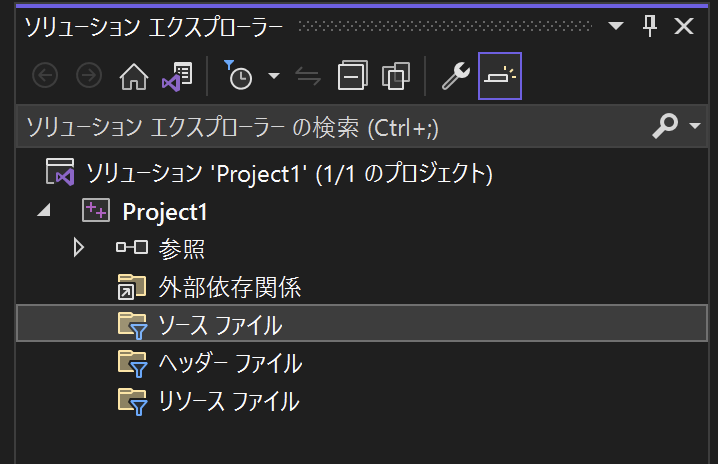 ソリューション エクスプローラー
ソリューション エクスプローラー の検索 (Ctrl+;)
ソリューション 'Project1' (1/1 のプロジェクト)
Project1
参照
外部依存関係
ソース ファイル
ヘッダー ファイル
リソース ファイル